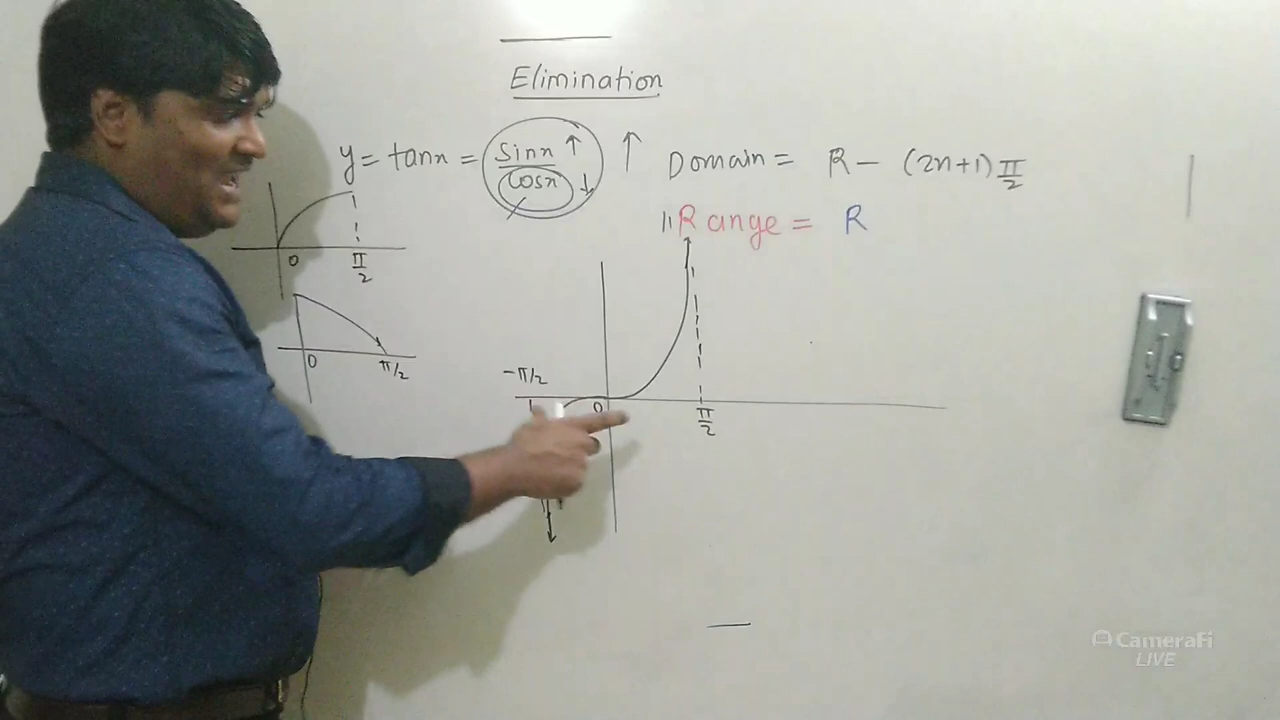 Elimination
y = tanx = sinx ↑ / cosx ↓ ↑ Domain = R - (2n+1) π/2
Range = R
0 π/2
0 π/2
-π/2
0 π/2
CameraFi
LIVE